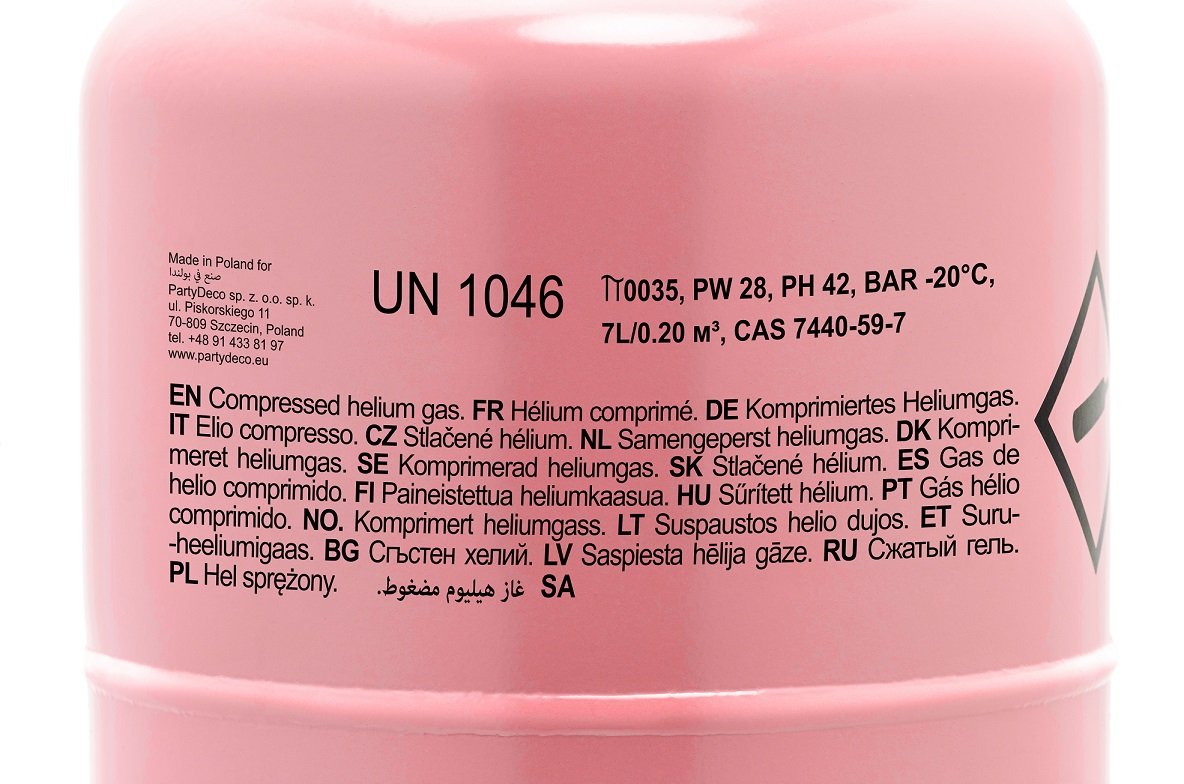 Made in Poland for
صنع في بولندا
PartyDeco sp. z. o.o. sp. k.
ul. Piskorskiego 11
70-809 Szczecin, Poland
tel. +48 91 433 81 97
www.partydeco.eu
UN 1046
π0035, PW 28, PH 42, BAR -20°C,
7L/0.20 м³, CAS 7440-59-7
EN Compressed helium gas. FR Hélium comprimé. DE Komprimiertes Heliumgas.
IT Elio compresso. CZ Stlačené hélium. NL Samengeperst heliumgas. DK Kompri-
meret heliumgas. SE Komprimerad heliumgas. SK Stlačené hélium. ES Gas de
helio comprimido. FI Paineistettua heliumkaasua. HU Sűrített hélium. PT Gás hélio
comprimido. NO. Komprimert heliumgass. LT Suspaustos helio dujos. ET Suru-
-heeliumigaas. BG Сгъстен хелий. LV Saspiesta hēlija gāze. RU Сжатый гель.
PL Hel sprężony. غاز هيليوم مضغوط. SA